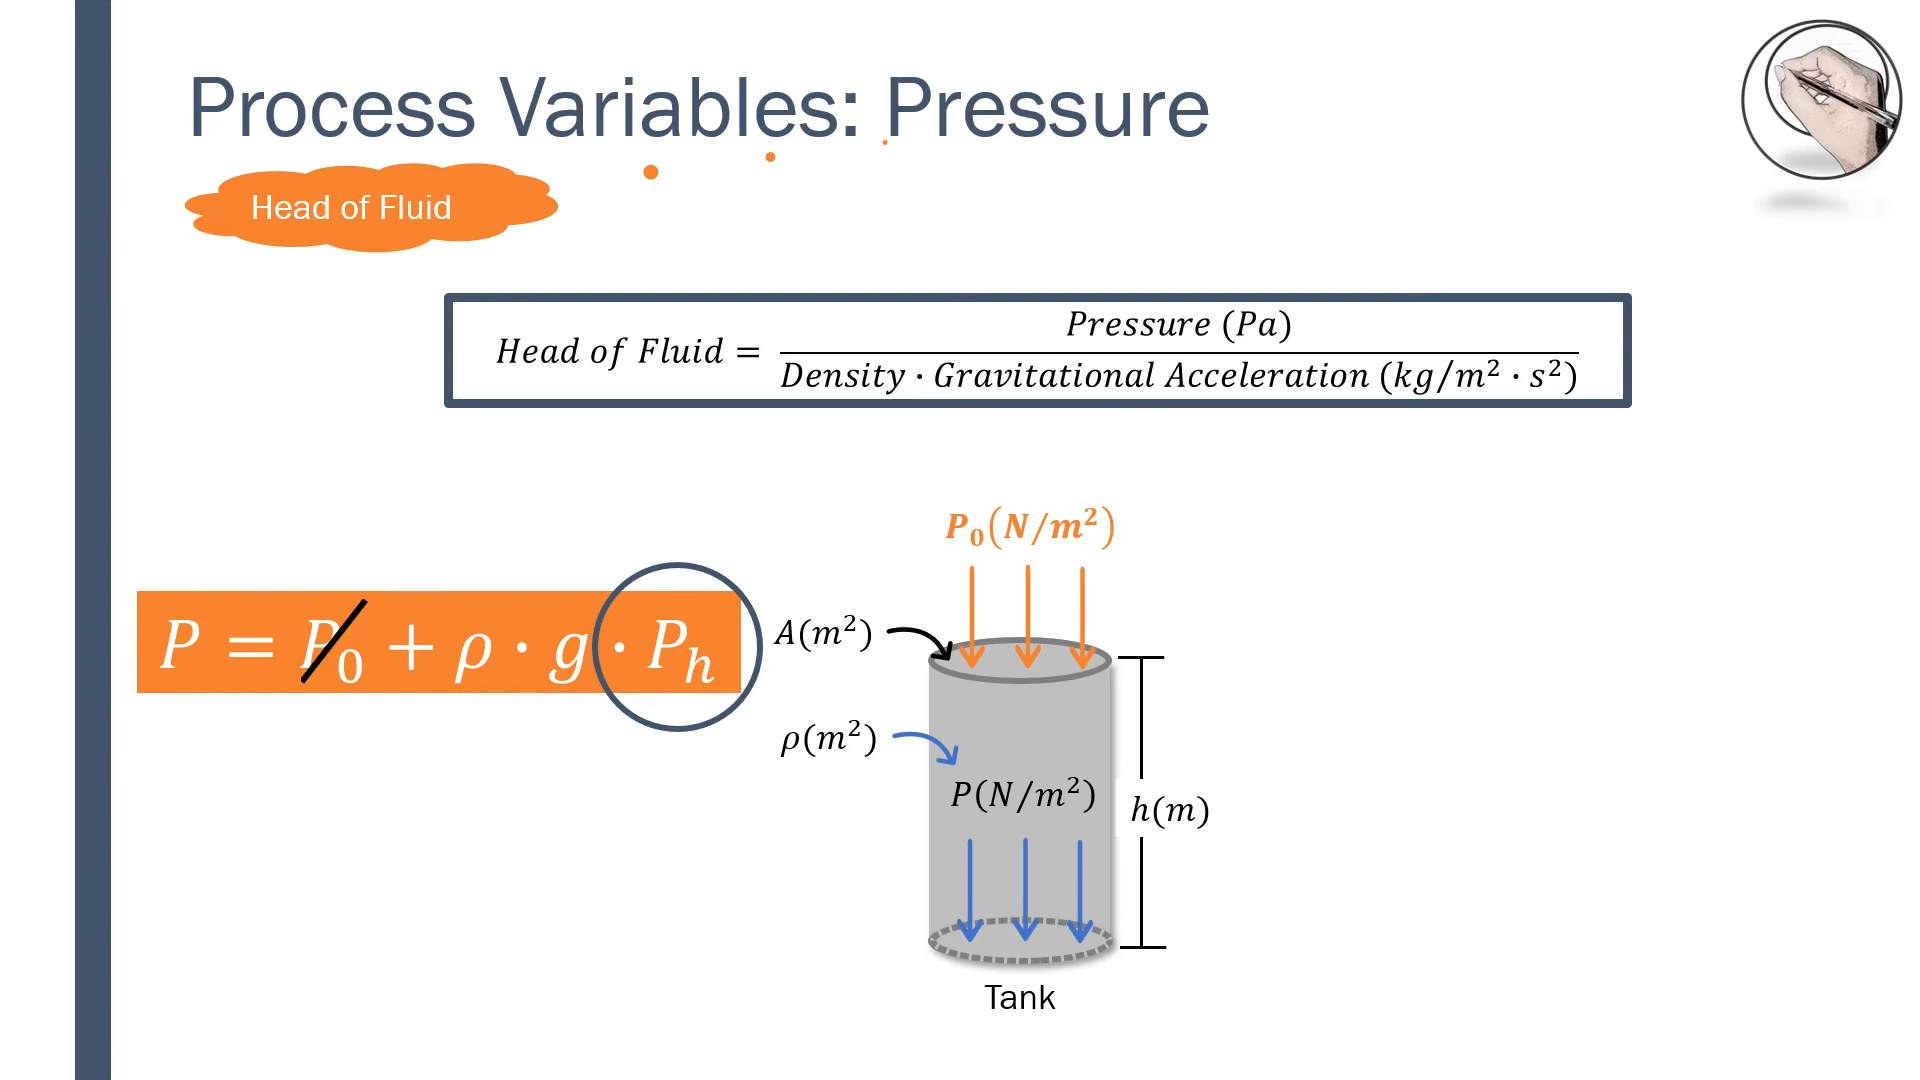 Process Variables: Pressure
Head of Fluid
Head of Fluid = Pressure (Pa) / Density · Gravitational Acceleration (kg/m² · s²)
P₀(N/m²)
P = P₀ + ρ · g · Pₕ
A(m²)
ρ(m²)
P(N/m²)
h(m)
Tank